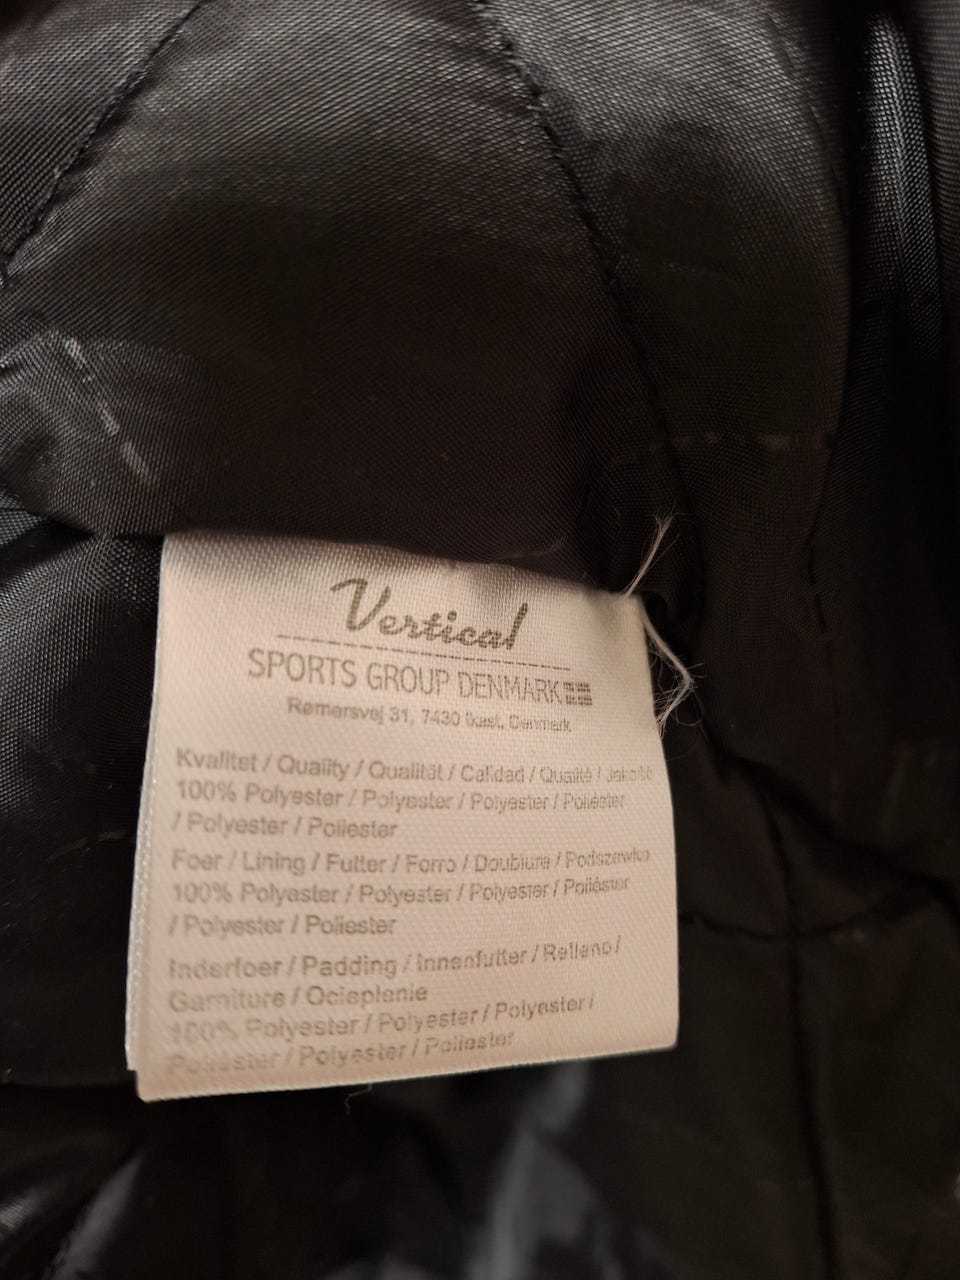 Vertical
SPORTS GROUP DENMARK
Rømersvej 31, 7430 Ikast, Denmark
Kvalitet / Quality / Qualität / Calidad / Qualité / Jakość
100% Polyester / Polyester / Polyester / Poliéster
/ Polyester / Poliester
Foer / Lining / Futter / Forro / Doublure / Podszewka
100% Polyester / Polyester / Polyester / Poliéster
/ Polyester / Poliester
Inderfoer / Padding / Innenfutter / Relleno /
Garniture / Ocieplenie
100% Polyester / Polyester / Polyester /
Poliéster / Polyester / Poliester